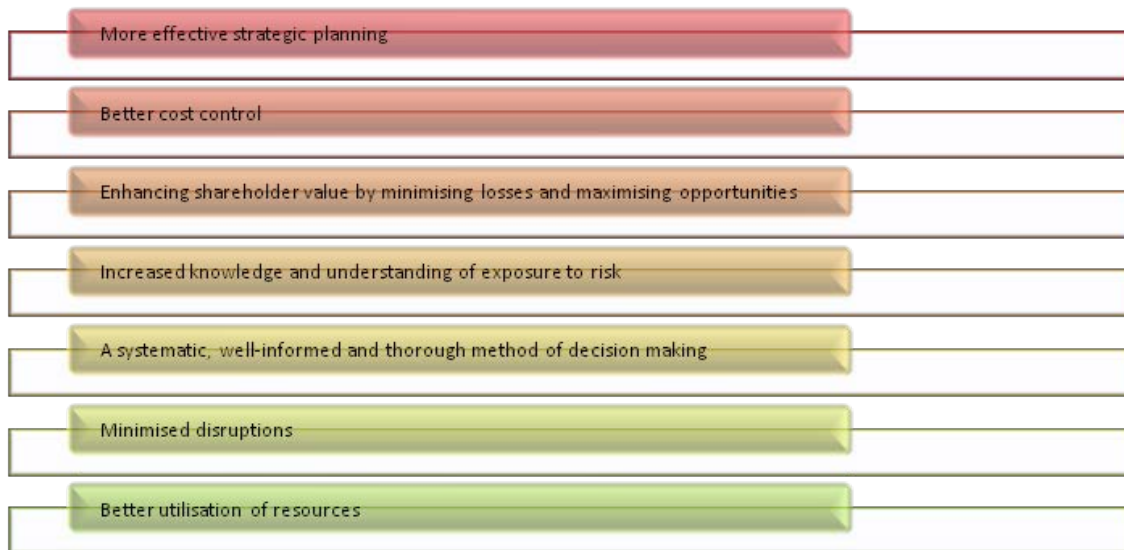 More effective strategic planning
Better cost control
Enhancing shareholder value by minimising losses and maximising opportunities
Increased knowledge and understanding of exposure to risk
A systematic, well-informed and thorough method of decision making
Minimised disruptions
Better utilisation of resources